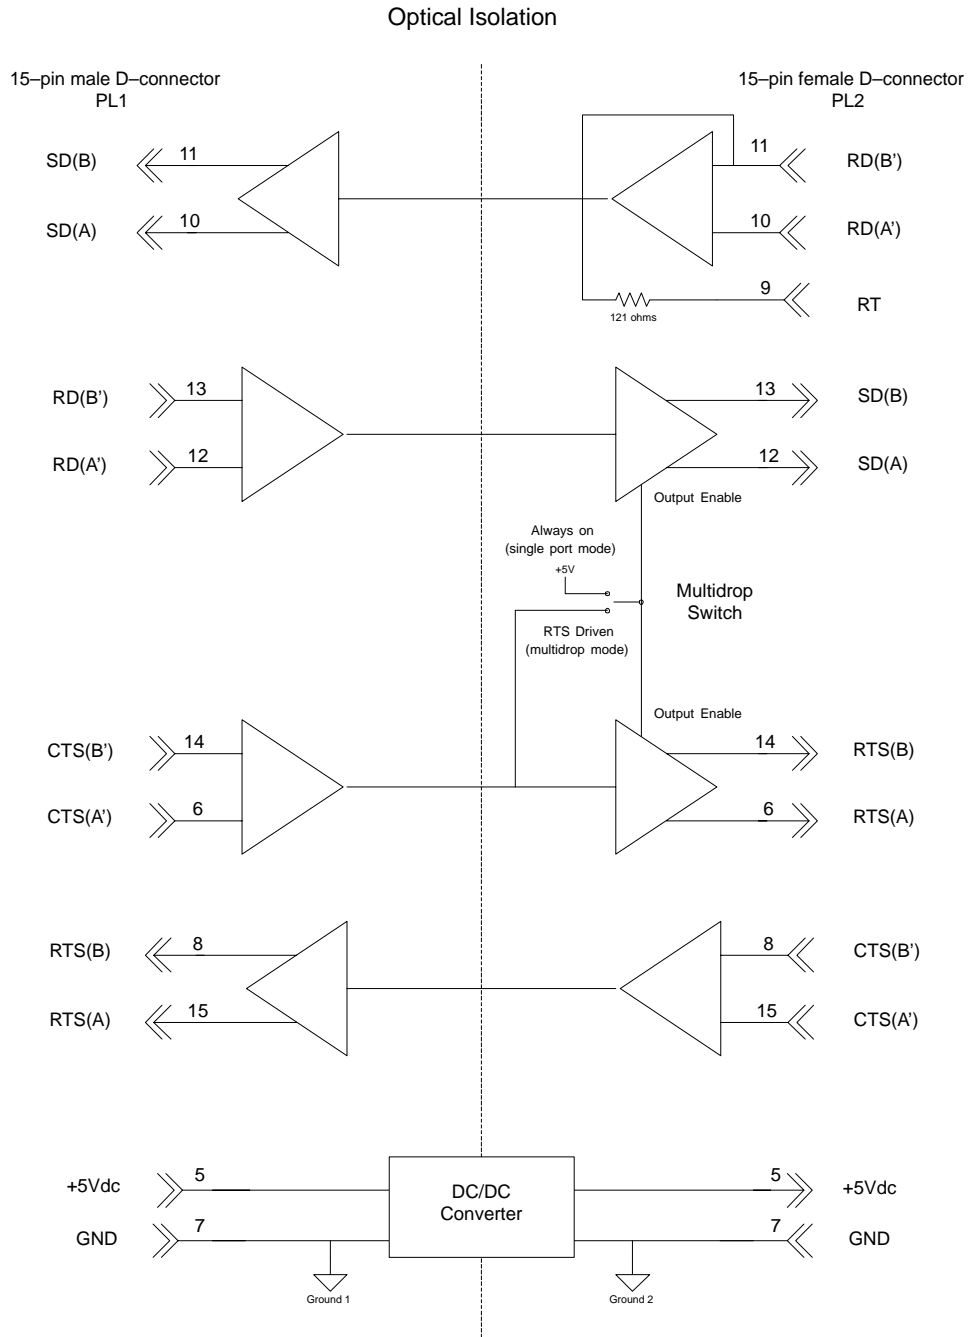 Optical Isolation
15–pin male D–connector
PL1
15–pin female D–connector
PL2
SD(B)
11
11
RD(B’)
SD(A)
10
10
RD(A’)
9
RT
121 ohms
RD(B’)
13
13
SD(B)
RD(A’)
12
12
SD(A)
Output Enable
Always on
(single port mode)
+5V
Multidrop
Switch
RTS Driven
(multidrop mode)
Output Enable
CTS(B’)
14
14
RTS(B)
CTS(A’)
6
6
RTS(A)
RTS(B)
8
8
CTS(B’)
RTS(A)
15
15
CTS(A’)
+5Vdc
5
DC/DC
Converter
5
+5Vdc
GND
7
7
GND
Ground 1
Ground 2